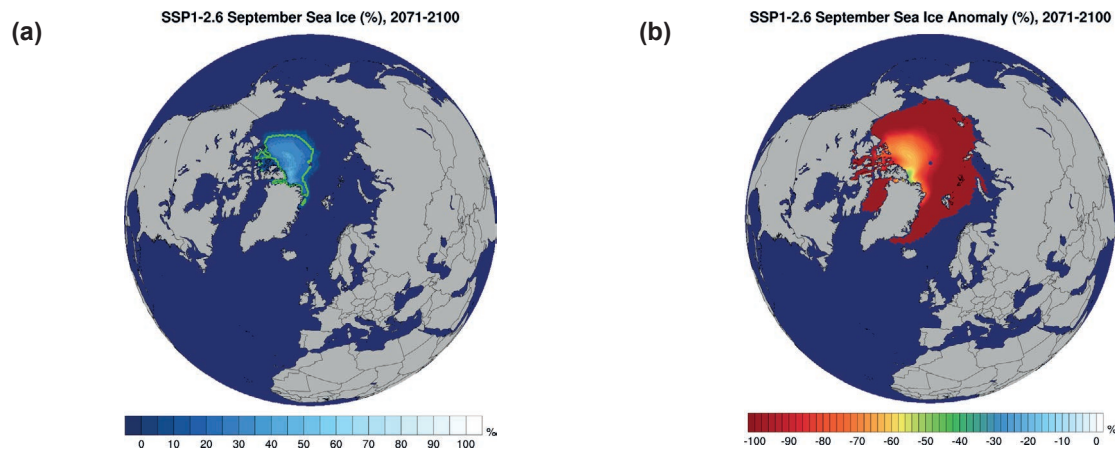 (a)
SSP1-2.6 September Sea Ice (%), 2071-2100
0 10 20 30 40 50 60 70 80 90 100 %
(b)
SSP1-2.6 September Sea Ice Anomaly (%), 2071-2100
-100 -90 -80 -70 -60 -50 -40 -30 -20 -10 0 %